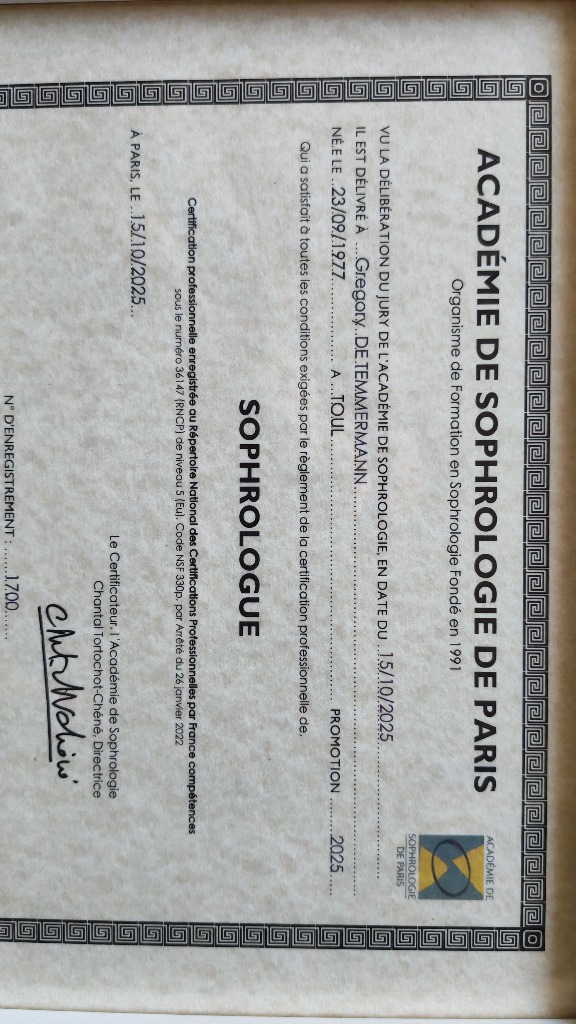 ACADÉMIE DE SOPHROLOGIE DE PARIS
Organisme de Formation en Sophrologie Fondé en 1991
ACADÉMIE DE
SOPHROLOGIE
DE PARIS
VU LA DÉLIBÉRATION DU JURY DE L'ACADÉMIE DE SOPHROLOGIE, EN DATE DU ..15/10/2025
IL EST DÉLIVRÉ À ...Gregory..DE TEMMERMANN
NÉ.E LE ..23/09/1977 A ..TOUL PROMOTION 2025
Qui a satisfait à toutes les conditions exigées par le règlement de la certification professionnelle de,
SOPHROLOGUE
Certification professionnelle enregistrée au Répertoire National des Certifications Professionnelles par France compétences
sous le numéro 36147 (RNCP) de niveau 5 (Eu), Code NSF 330p, par Arrêté du 26 janvier 2022
À PARIS, LE ..15/10/2025...
Le Certificateur, l'Académie de Sophrologie
Chantal Tortochot-Chéné, Directrice
N° D'ENREGISTREMENT : .......1700.......